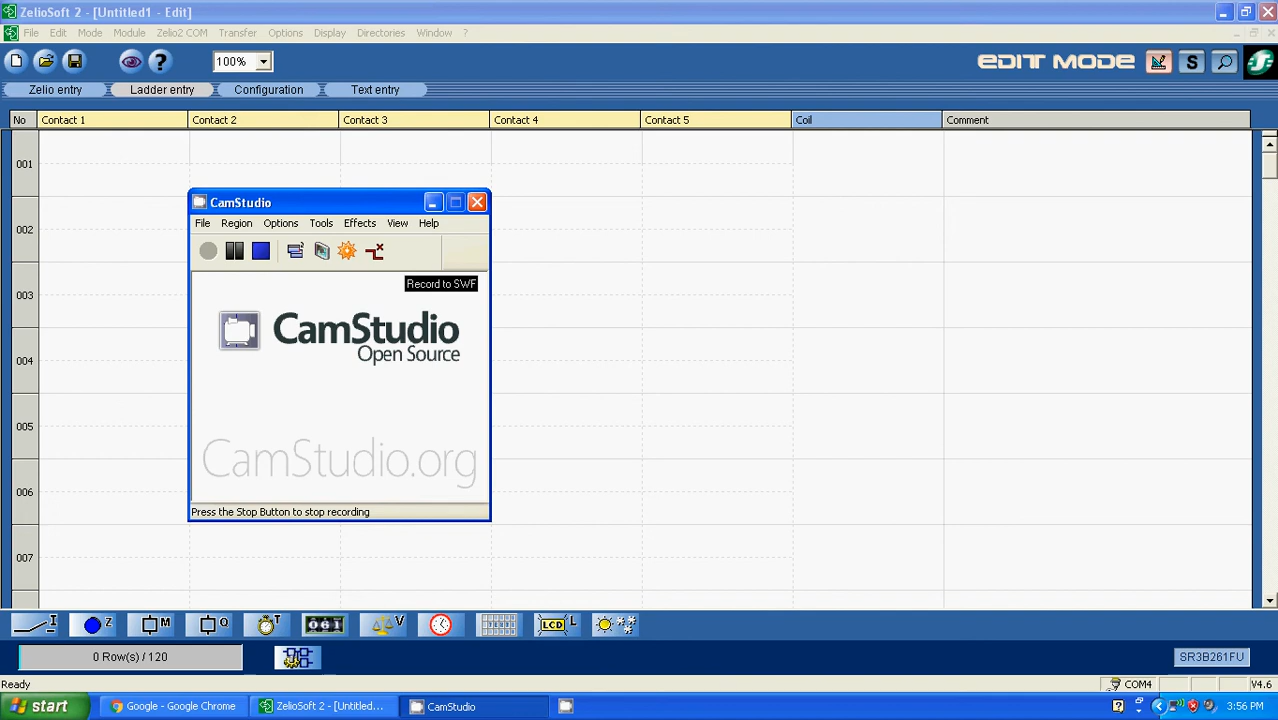 ZelioSoft 2 - [Untitled1 - Edit]
File Edit Mode Module Zelio2 COM Transfer Options Display Directories Window ?
100% EDIT MODE S
Zelio entry Ladder entry Configuration Text entry
No Contact 1 Contact 2 Contact 3 Contact 4 Contact 5 Coil Comment
001
002
003
004
005
006
007
CamStudio
File Region Options Tools Effects View Help
Record to SWF
CamStudio
Open Source
CamStudio.org
Press the Stop Button to stop recording
I Z M Q T V LCD L
0 Row(s) / 120 SR3B261FU
Ready COM4 V4.6
start Google - Google Chrome ZelioSoft 2 - [Untitled... CamStudio 3:56 PM